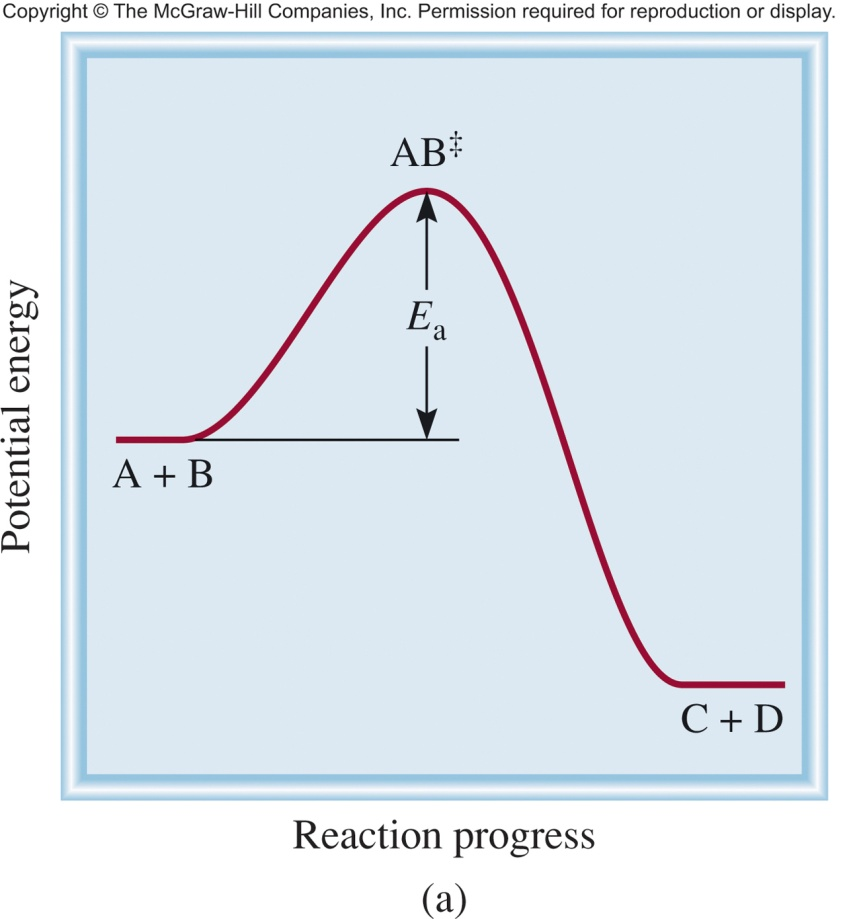 Copyright © The McGraw-Hill Companies, Inc. Permission required for reproduction or display.
AB‡
Eₐ
A + B
C + D
Potential energy
Reaction progress
(a)